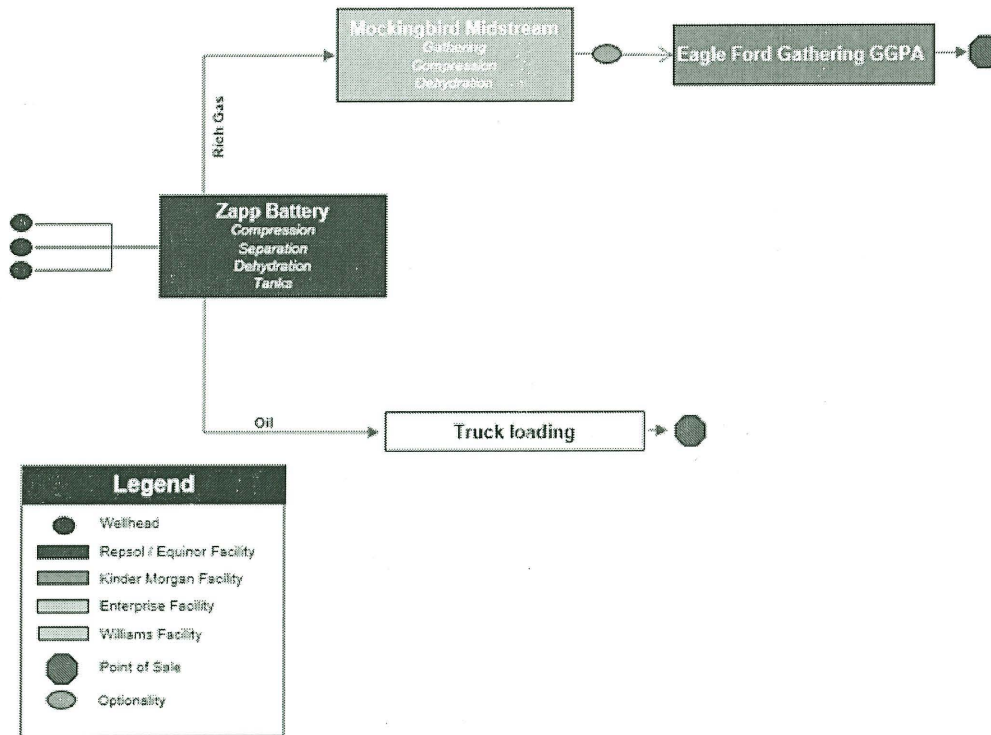 Mockingbird Midstream
Gathering
Compression
Dehydration
Eagle Ford Gathering GGPA
Rich Gas
Zapp Battery
Compression
Separation
Dehydration
Tanks
Oil
Truck loading
Legend
Wellhead
Repsol / Equinor Facility
Kinder Morgan Facility
Enterprise Facility
Williams Facility
Point of Sale
Optionality